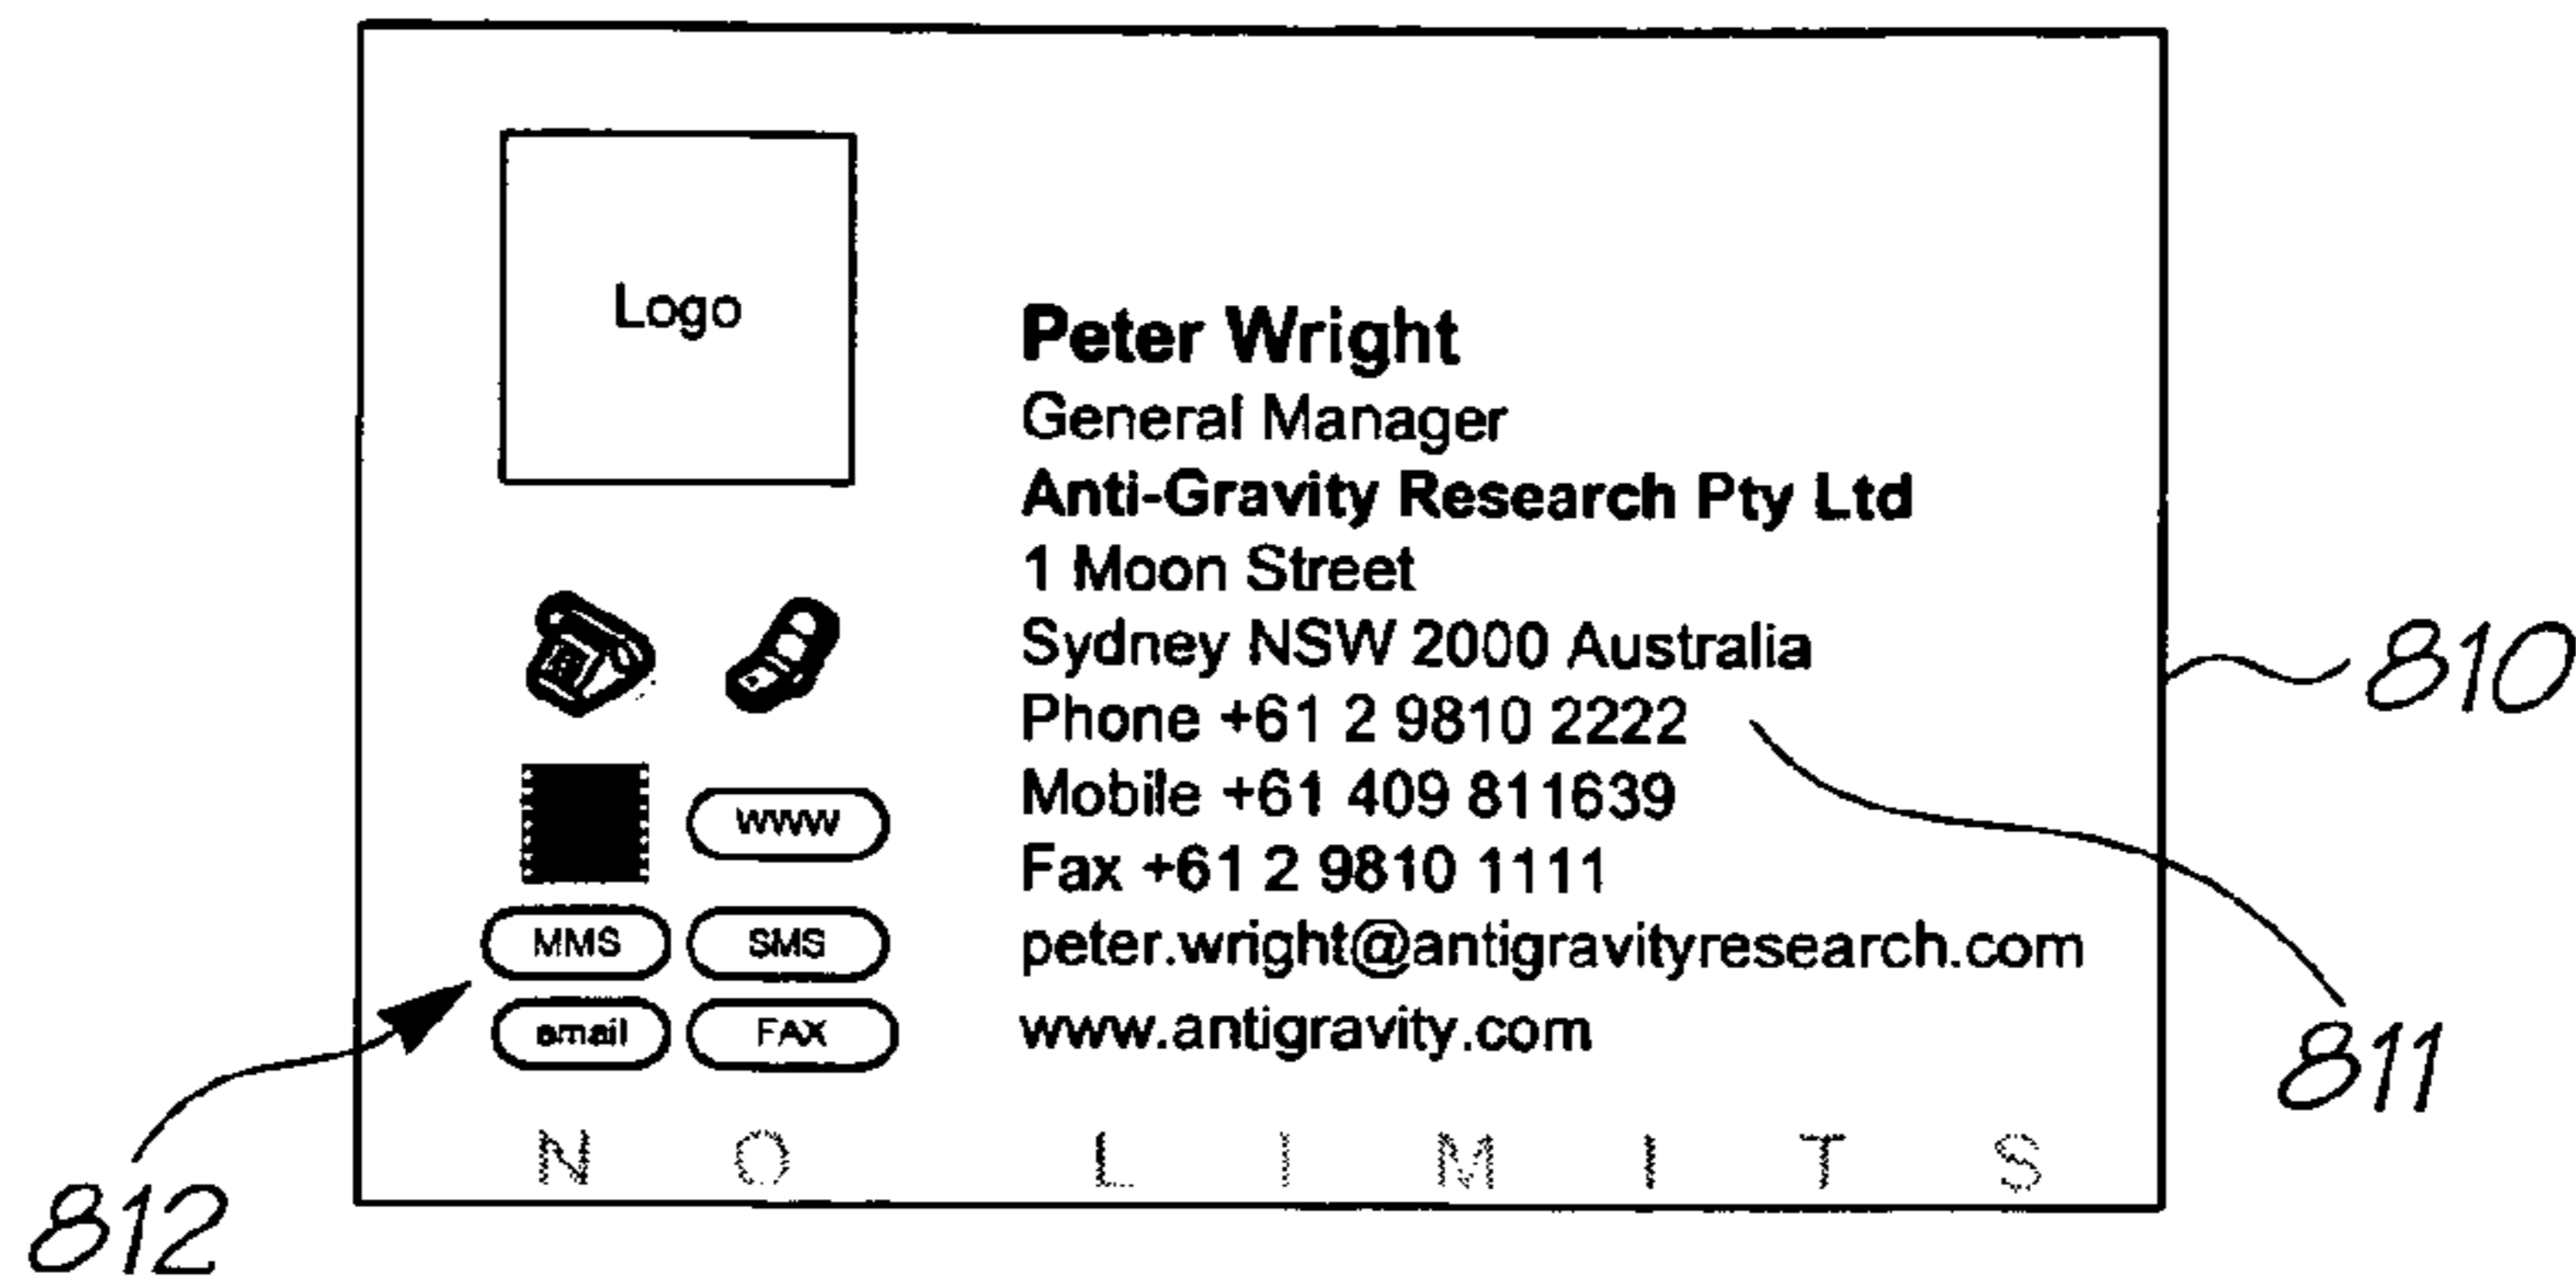 Logo
Peter Wright
General Manager
Anti-Gravity Research Pty Ltd
1 Moon Street
Sydney NSW 2000 Australia
Phone +61 2 9810 2222
Mobile +61 409 811639
Fax +61 2 9810 1111
peter.wright@antigravityresearch.com
www.antigravity.com
www
MMS SMS
email FAX
NO LIMITS
810
811
812